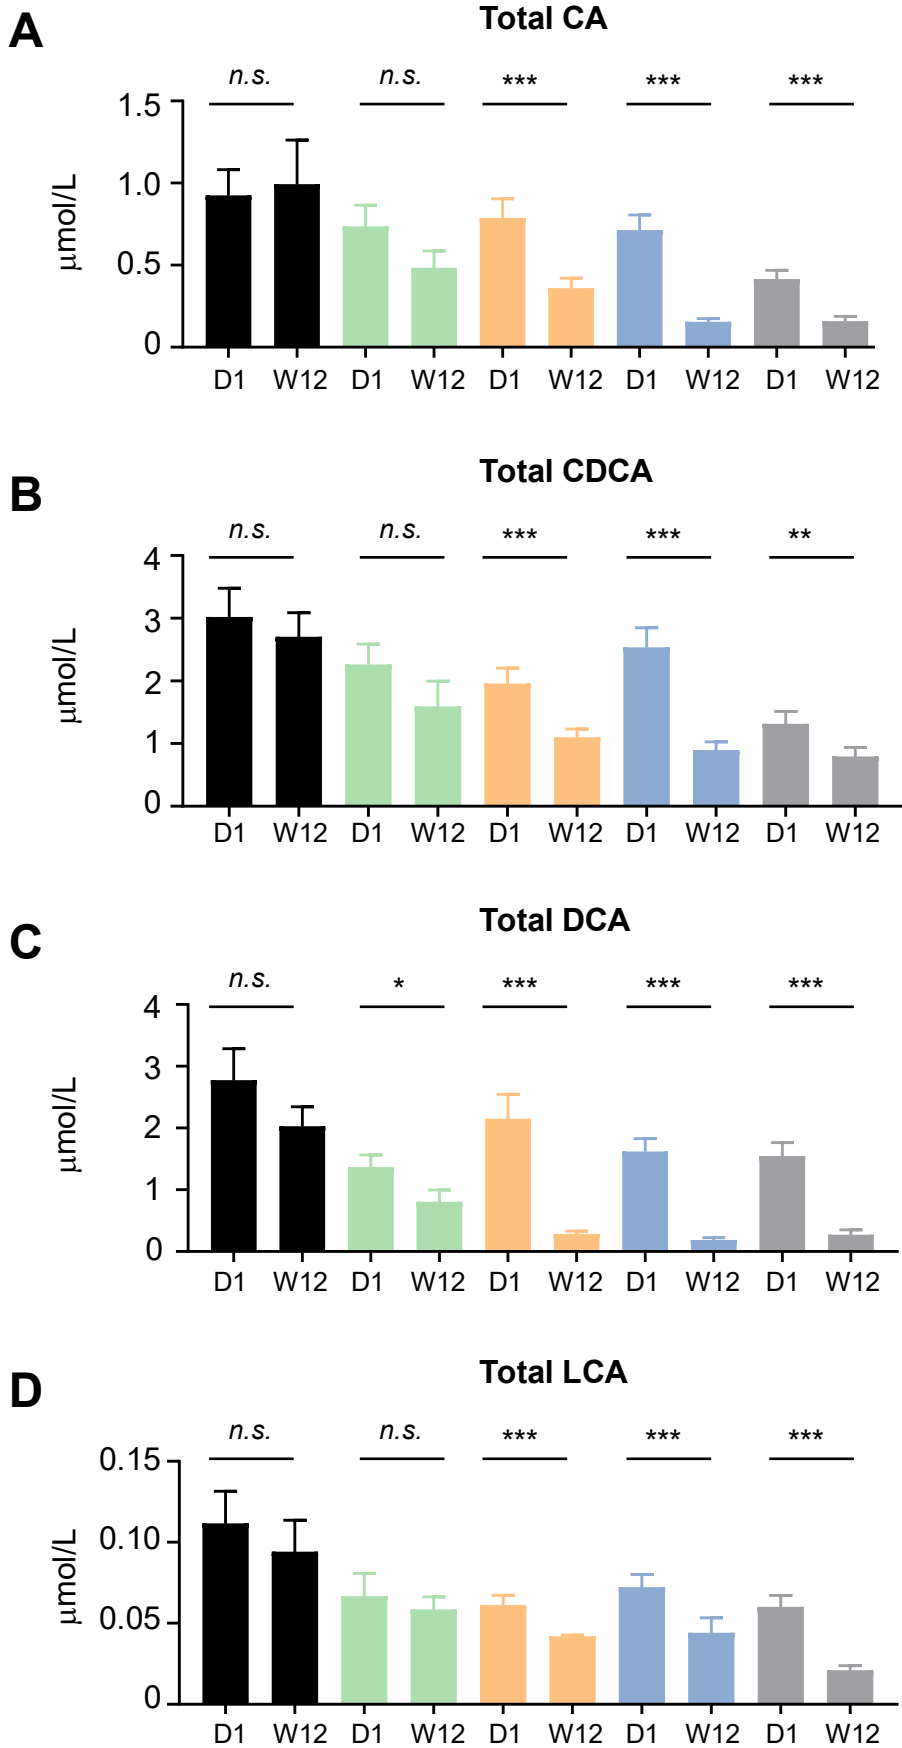 A
Total CA
n.s. n.s. *** *** ***
1.5
1.0
0.5
0
μmol/L
D1 W12 D1 W12 D1 W12 D1 W12 D1 W12
B
Total CDCA
n.s. n.s. *** *** **
4
3
2
1
0
μmol/L
D1 W12 D1 W12 D1 W12 D1 W12 D1 W12
C
Total DCA
n.s. * *** *** ***
4
3
2
1
0
μmol/L
D1 W12 D1 W12 D1 W12 D1 W12 D1 W12
D
Total LCA
n.s. n.s. *** *** ***
0.15
0.10
0.05
0
μmol/L
D1 W12 D1 W12 D1 W12 D1 W12 D1 W12